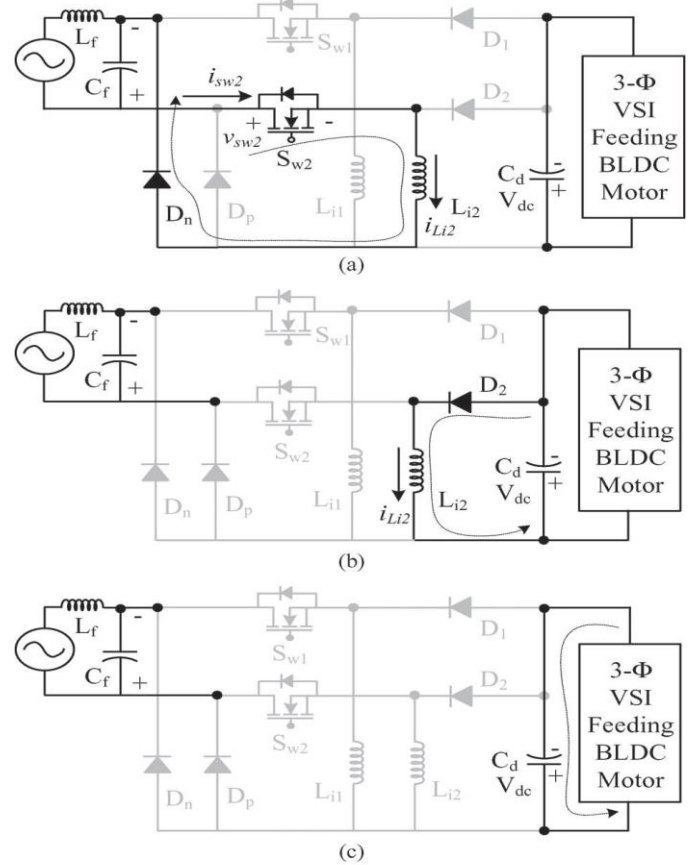 L_f
-
C_f
+
i_sw2
S_w1
D_1
D_2
+
-
v_sw2
S_w2
D_n
D_p
L_i1
L_i2
i_Li2
C_d
V_dc
-
+
3-Φ
VSI
Feeding
BLDC
Motor
(a)
L_f
-
C_f
+
S_w1
D_1
S_w2
D_2
D_n
D_p
L_i1
i_Li2
L_i2
C_d
V_dc
-
+
3-Φ
VSI
Feeding
BLDC
Motor
(b)
L_f
-
C_f
+
S_w1
D_1
S_w2
D_2
D_n
D_p
L_i1
L_i2
C_d
V_dc
-
+
3-Φ
VSI
Feeding
BLDC
Motor
(c)